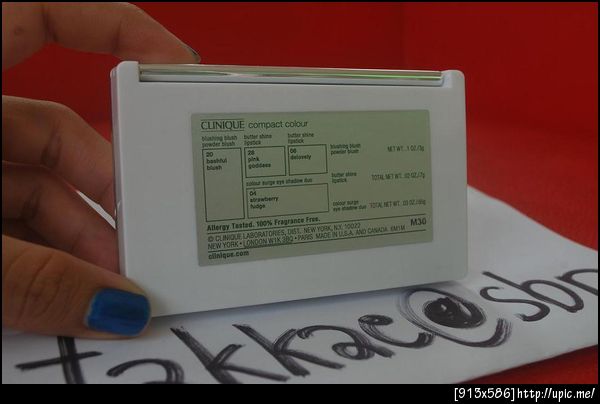 CLINIQUE compact colour
blushing blush
powder blush
butter shine
lipstick
butter shine
lipstick
20
bashful
blush
28
pink
goddess
06
delovely
blushing blush
powder blush
NET WT. .1 OZ./3g
butter shine
lipstick
TOTAL NET WT. .02 OZ./.7g
colour surge eye shadow duo
04
strawberry
fudge
colour surge
eye shadow duo
TOTAL NET WT. .03 OZ./.96g
Allergy Tested. 100% Fragrance Free.
© CLINIQUE LABORATORIES, DIST. NEW YORK, N.Y. 10022
NEW YORK • LONDON W1K 3BQ • PARIS MADE IN U.S.A. AND CANADA 6M1M
M30
clinique.com
takkac@sbn
[913x586]http://upic.me/